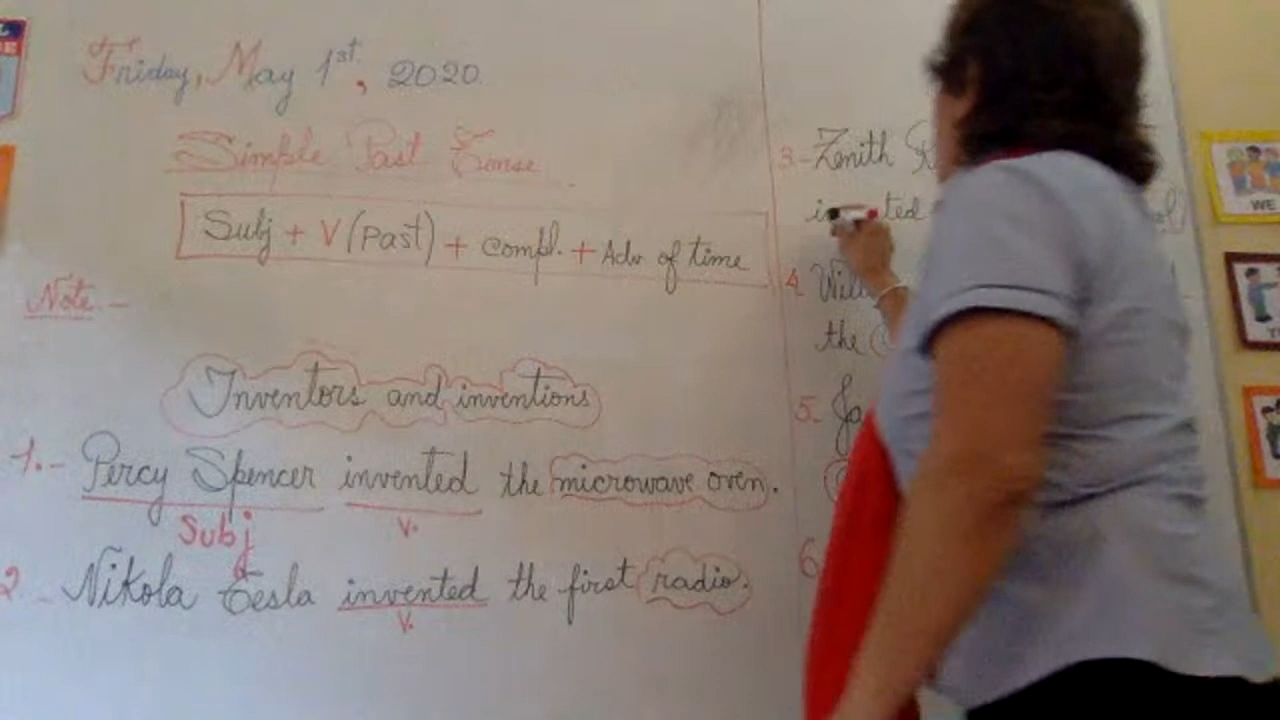 Friday, May 1st, 2020
Simple Past Tense
Subj + V (Past) + Compl. + Adv. of time
Note.-
Inventors and inventions
1.- Percy Spencer invented the microwave oven.
Subj V.
2 - Nikola Tesla invented the first radio.
V.
3- Zenith
ted
4.
the
5.
6
WE